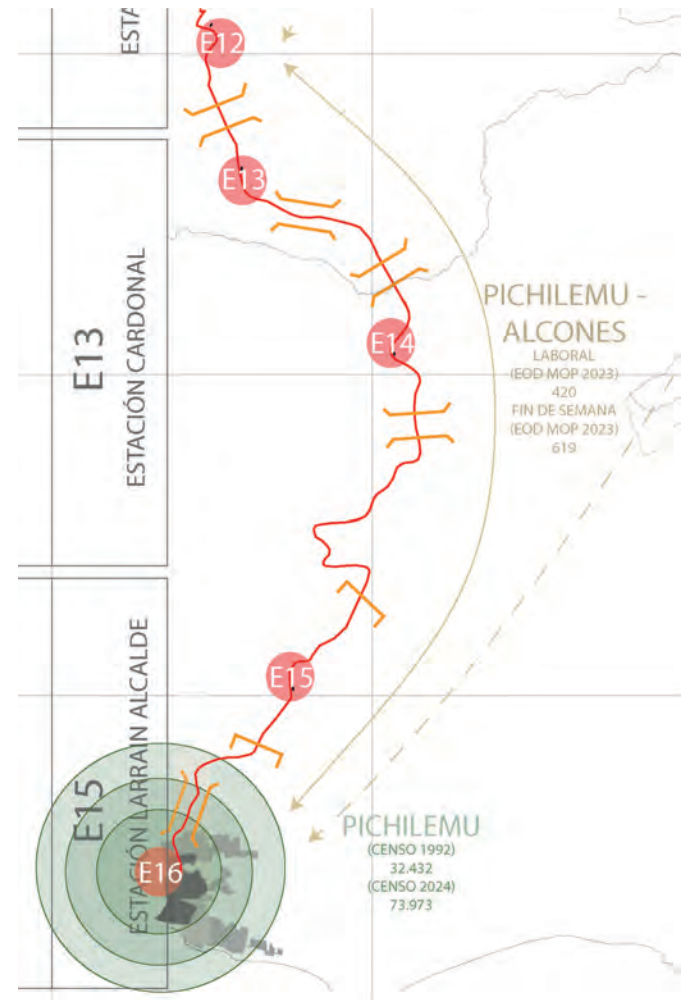 ESTA
E12
E13
E13
ESTACIÓN CARDONAL
E14
PICHILEMU -
ALCONES
LABORAL
(EOD MOP 2023)
420
FIN DE SEMANA
(EOD MOP 2023)
619
E15
E15
ESTACIÓN LARRAIN ALCALDE
E16
PICHILEMU
(CENSO 1992)
32.432
(CENSO 2024)
73.973